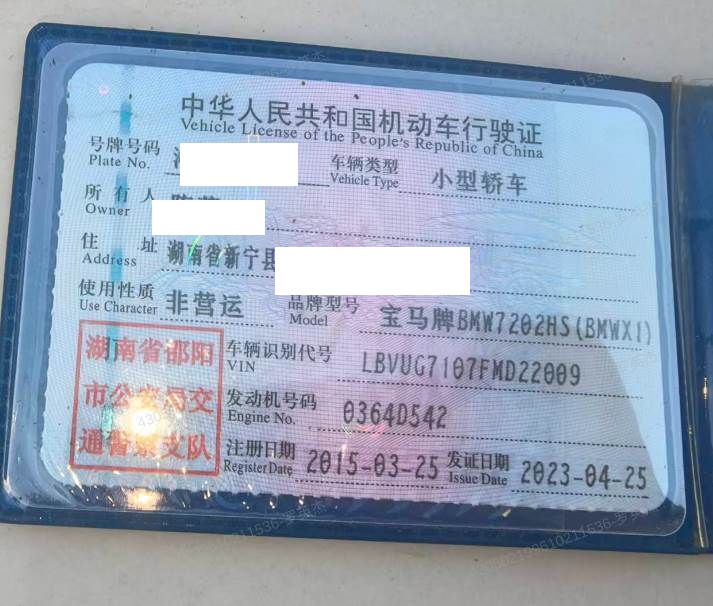 中华人民共和国机动车行驶证
Vehicle License of the People's Republic of China
号牌号码
Plate No.
车辆类型
Vehicle Type
小型轿车
所有人
Owner
住址
Address
湖南省新宁县
使用性质
Use Character
非营运
品牌型号
Model
宝马牌BMW7202HS(BMWX1)
湖南省邵阳
市公安局交
通警察支队
车辆识别代号
VIN
LBVUG7107FMD22009
发动机号码
Engine No.
0364D542
注册日期
Register Date
2015-03-25
发证日期
Issue Date
2023-04-25